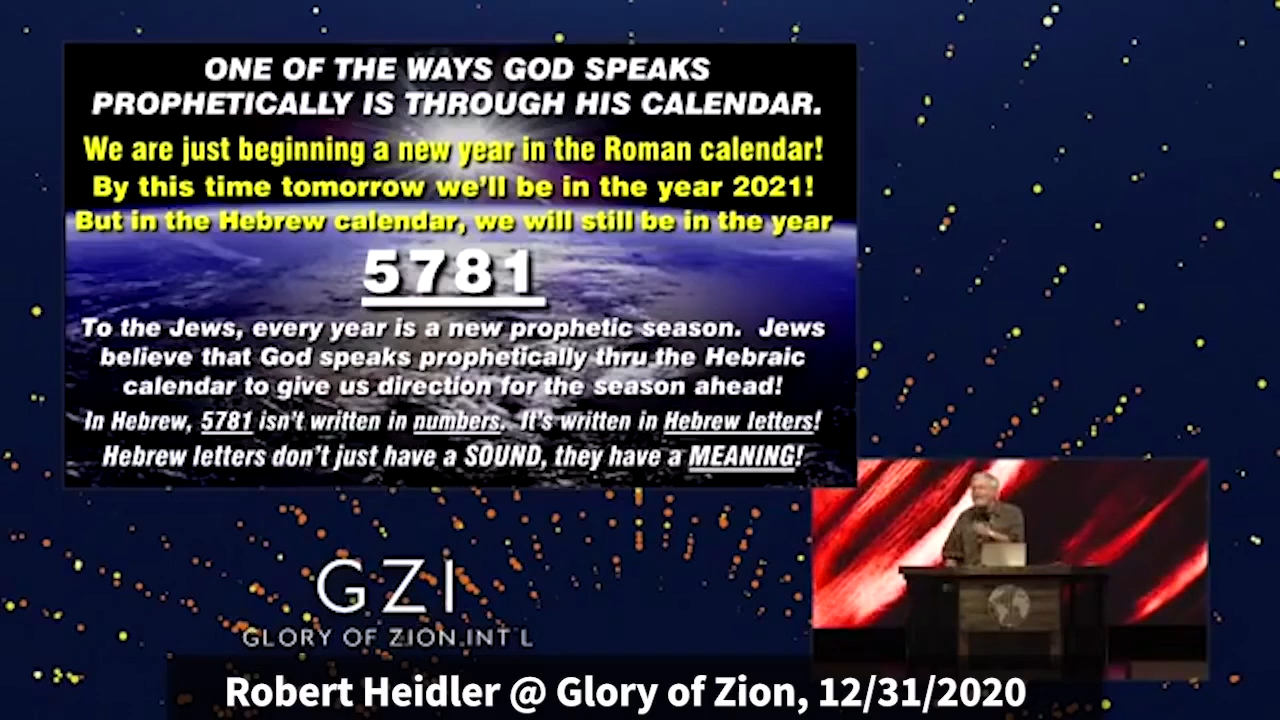 ONE OF THE WAYS GOD SPEAKS
PROPHETICALLY IS THROUGH HIS CALENDAR.
We are just beginning a new year in the Roman calendar!
By this time tomorrow we'll be in the year 2021!
But in the Hebrew calendar, we will still be in the year
5781
To the Jews, every year is a new prophetic season. Jews
believe that God speaks prophetically thru the Hebraic
calendar to give us direction for the season ahead!
In Hebrew, 5781 isn't written in numbers. It's written in Hebrew letters!
Hebrew letters don't just have a SOUND, they have a MEANING!
GZI
GLORY OF ZION INT'L
Robert Heidler @ Glory of Zion, 12/31/2020